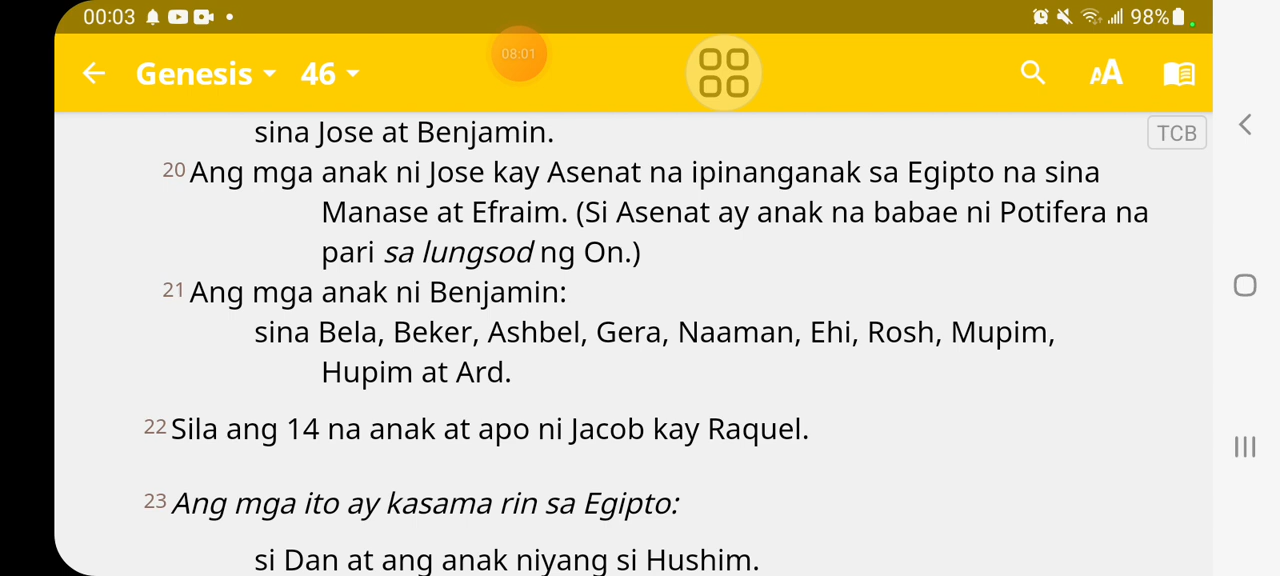 00:03 98%
08:01
Genesis 46 AA
sina Jose at Benjamin. TCB
20 Ang mga anak ni Jose kay Asenat na ipinanganak sa Egipto na sina
Manase at Efraim. (Si Asenat ay anak na babae ni Potifera na
pari sa lungsod ng On.)
21 Ang mga anak ni Benjamin:
sina Bela, Beker, Ashbel, Gera, Naaman, Ehi, Rosh, Mupim,
Hupim at Ard.
22 Sila ang 14 na anak at apo ni Jacob kay Raquel.
23 Ang mga ito ay kasama rin sa Egipto:
si Dan at ang anak niyang si Hushim.